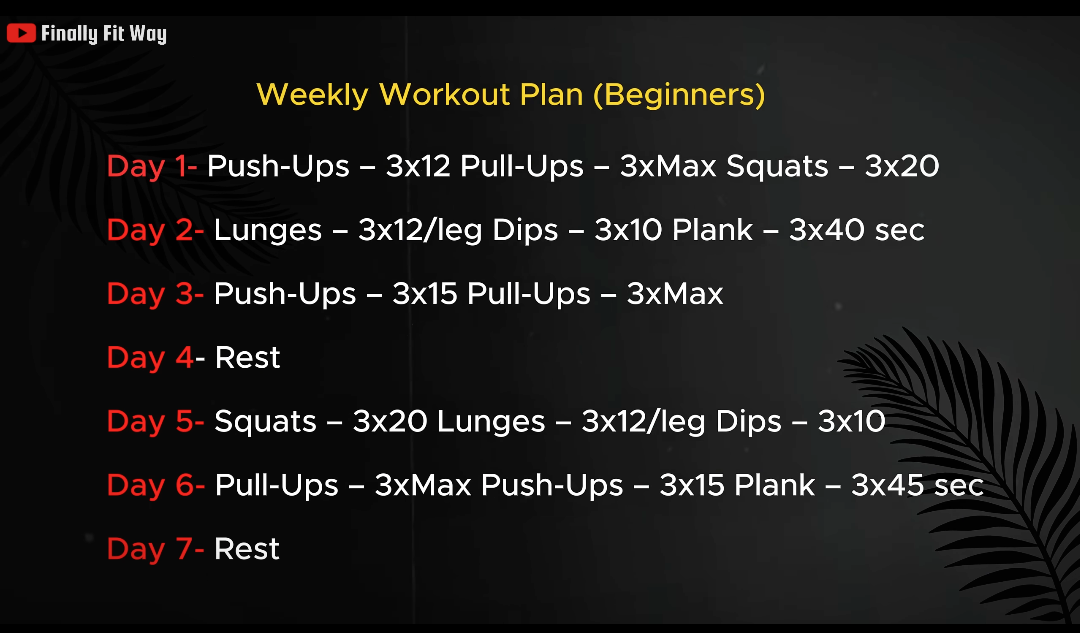 Finally Fit Way
Weekly Workout Plan (Beginners)
Day 1- Push-Ups – 3x12 Pull-Ups – 3xMax Squats – 3x20
Day 2- Lunges – 3x12/leg Dips – 3x10 Plank – 3x40 sec
Day 3- Push-Ups – 3x15 Pull-Ups – 3xMax
Day 4- Rest
Day 5- Squats – 3x20 Lunges – 3x12/leg Dips – 3x10
Day 6- Pull-Ups – 3xMax Push-Ups – 3x15 Plank – 3x45 sec
Day 7- Rest